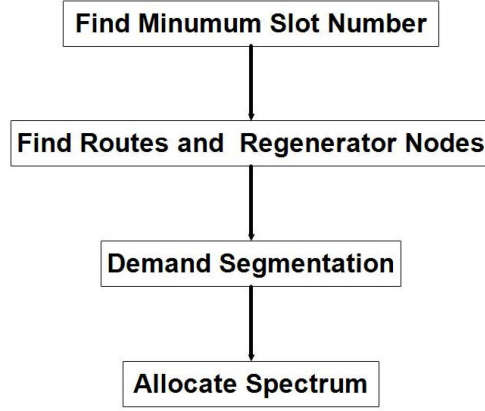 Find Minumum Slot Number
Find Routes and  Regenerator Nodes
Demand Segmentation
Allocate Spectrum